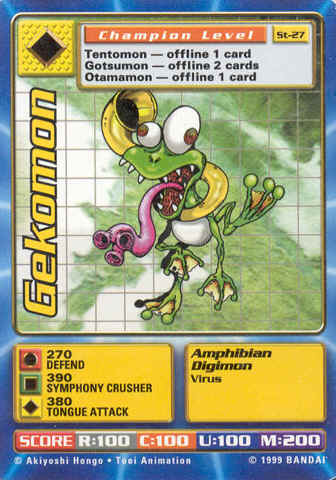 Champion Level
St-27
Tentomon — offline 1 card
Gotsumon — offline 2 cards
Otamamon — offline 1 card
Gekomon
270
DEFEND
390
SYMPHONY CRUSHER
380
TONGUE ATTACK
Amphibian
Digimon
Virus
SCORE R:100 C:100 U:100 M:200
© Akiyoshi Hongo · Toei Animation © 1999 BANDAI